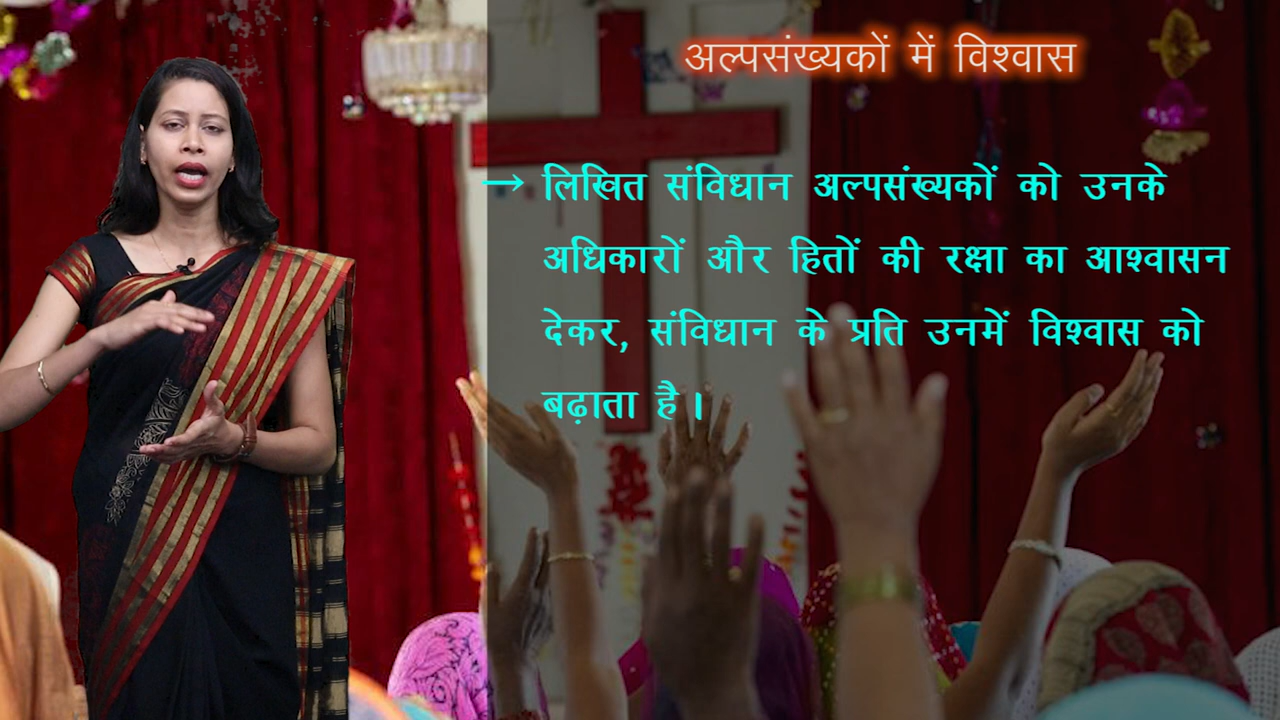 अल्पसंख्यकों में विश्वास
→ लिखित संविधान अल्पसंख्यकों को उनके
अधिकारों और हितों की रक्षा का आश्वासन
देकर, संविधान के प्रति उनमें विश्वास को
बढ़ाता है।